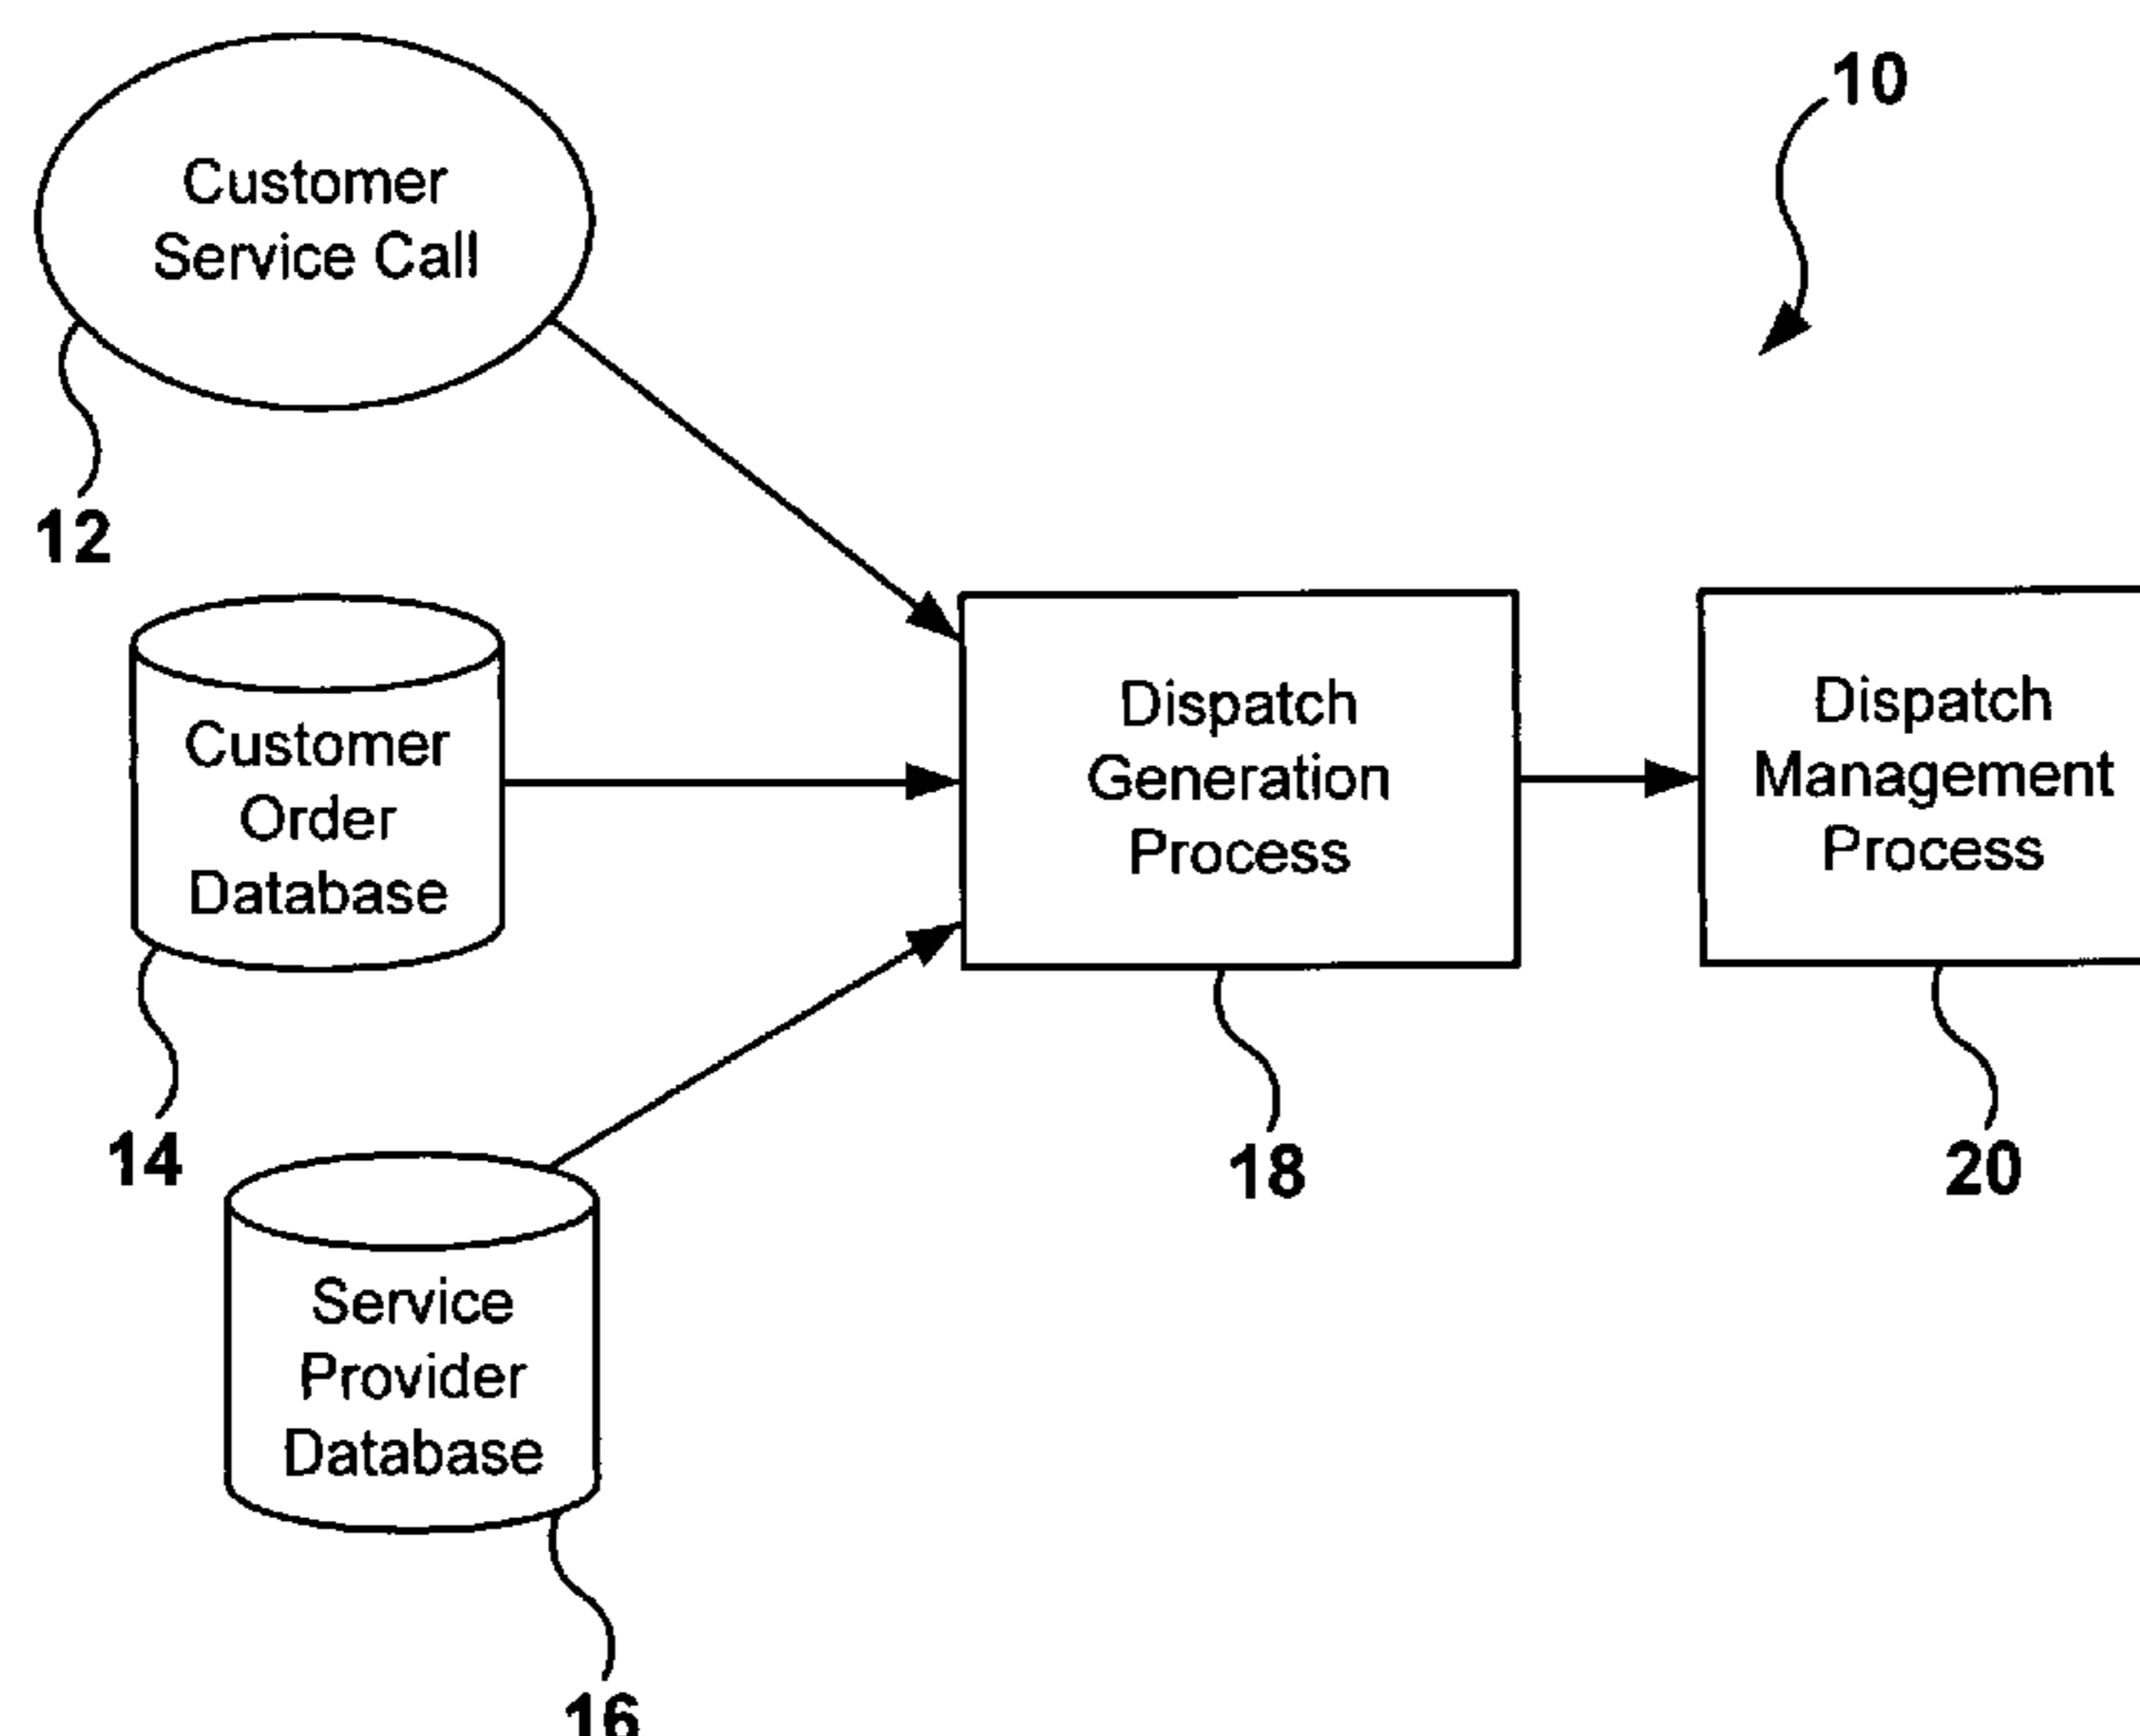 10
Customer
Service Call
12
Customer
Order
Database
14
Dispatch
Generation
Process
18
Dispatch
Management
Process
20
Service
Provider
Database
16